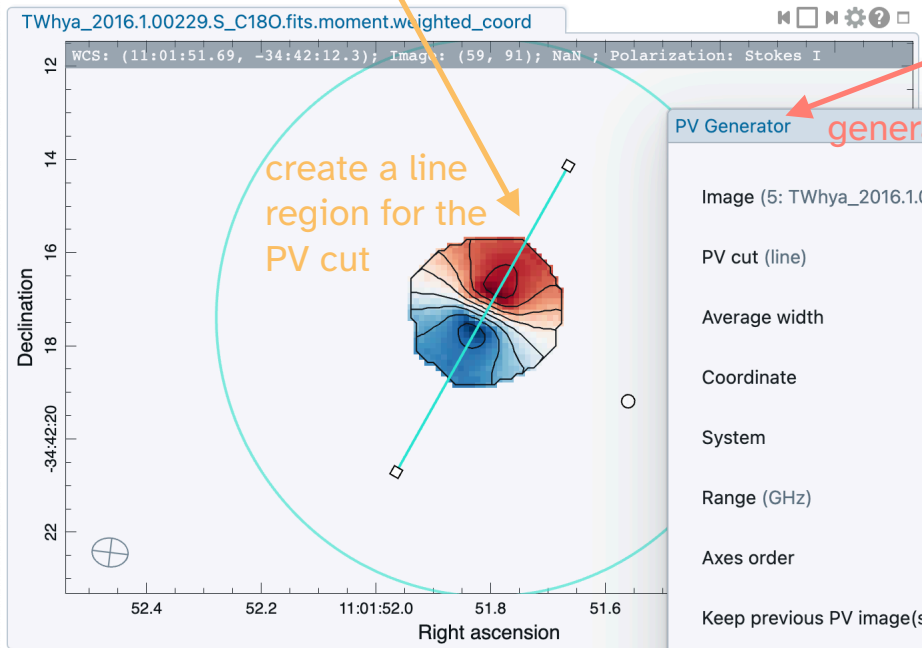 TWhya_2016.1.00229.S_C18O.fits.moment.weighted_coord
WCS: (11:01:51.69, -34:42:12.3); Image: (59, 91); NaN ; Polarization: Stokes I
12
14
16
18
-34:42:20
22
Declination
create a line
region for the
PV cut
52.4
52.2
11:01:52.0
51.8
51.6
Right ascension
PV Generator
gener
Image (5: TWhya_2016.1.0
PV cut (line)
Average width
Coordinate
System
Range (GHz)
Axes order
Keep previous PV image(s